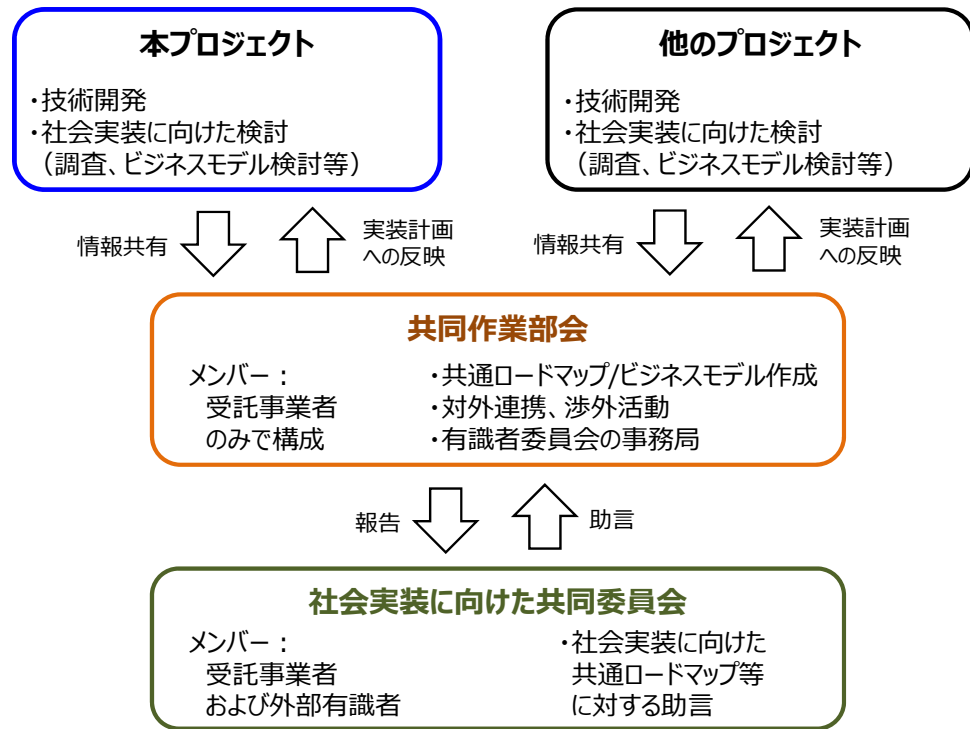 本プロジェクト
・技術開発
・社会実装に向けた検討
（調査、ビジネスモデル検討等）
他のプロジェクト
・技術開発
・社会実装に向けた検討
（調査、ビジネスモデル検討等）
情報共有
実装計画
への反映
情報共有
実装計画
への反映
共同作業部会
メンバー：
受託事業者
のみで構成
・共通ロードマップ/ビジネスモデル作成
・対外連携、渉外活動
・有識者委員会の事務局
報告
助言
社会実装に向けた共同委員会
メンバー：
受託事業者
および外部有識者
・社会実装に向けた
共通ロードマップ等
に対する助言